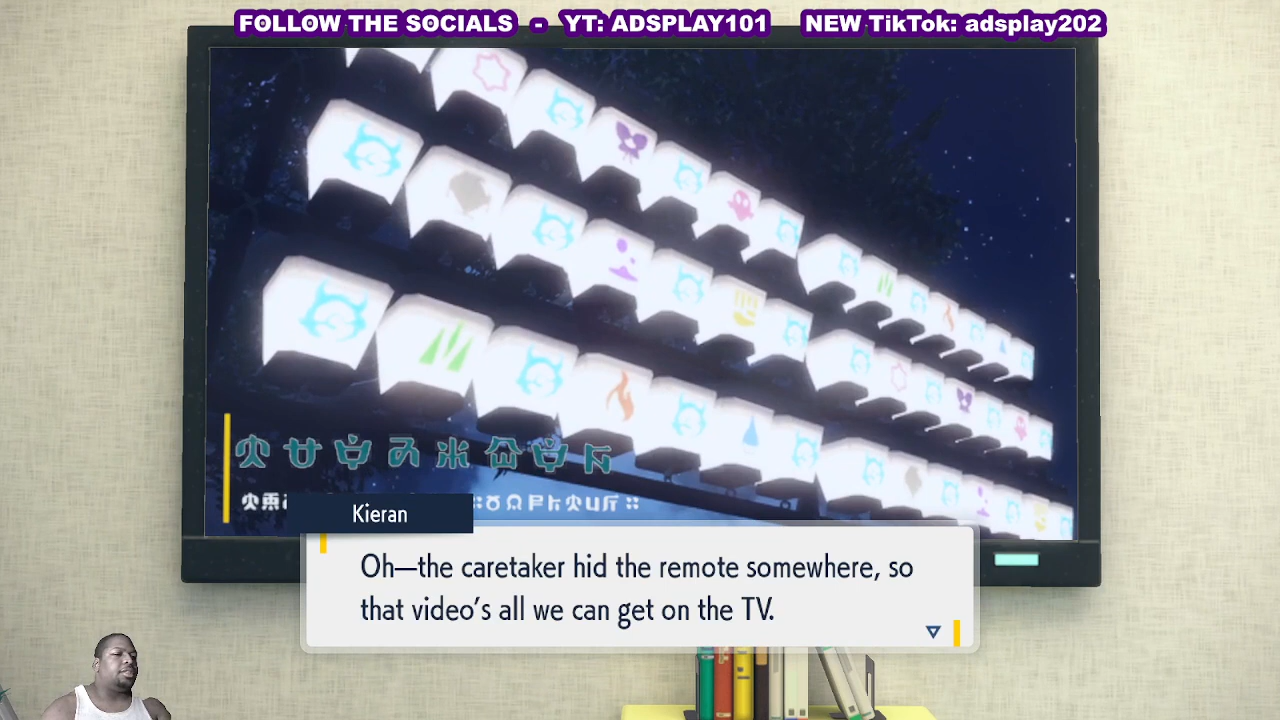 FOLLOW THE SOCIALS - YT: ADSPLAY101 NEW TikTok: adsplay202
Kieran
Oh—the caretaker hid the remote somewhere, so
that video's all we can get on the TV.